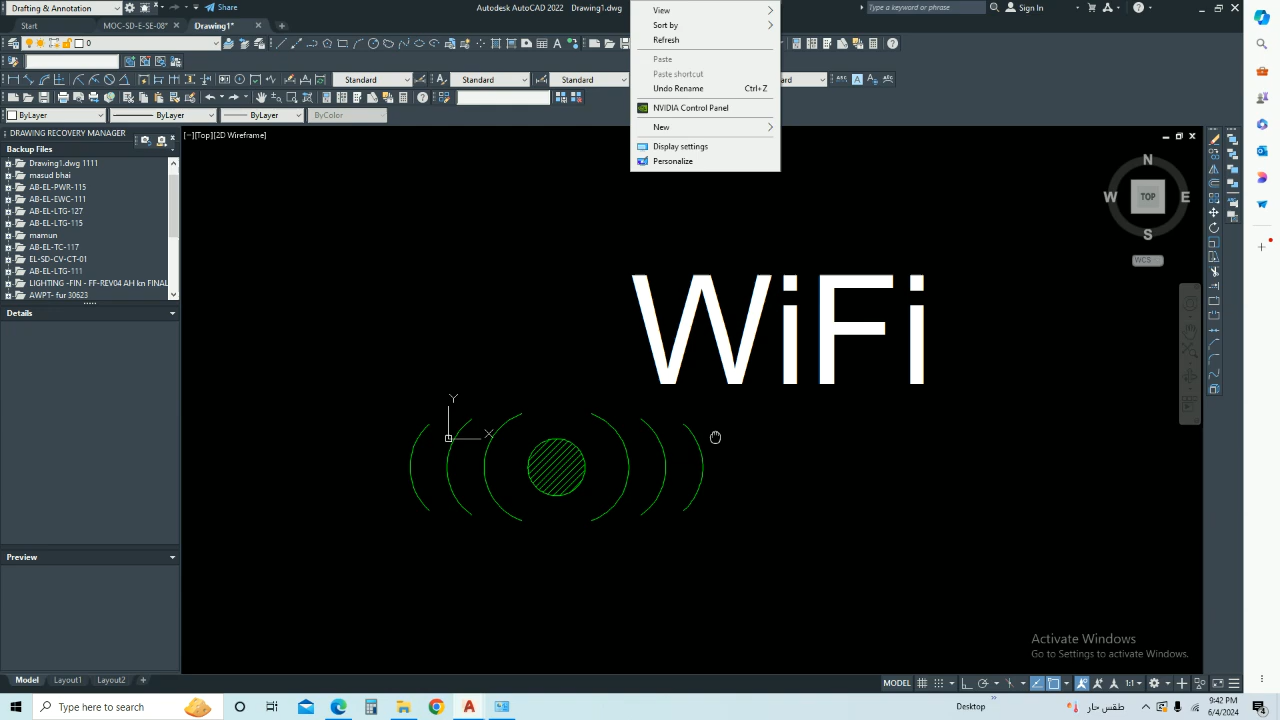 Drafting & Annotation
Share
Autodesk AutoCAD 2022 Drawing1.dwg
Type a keyword or phrase
Sign In
Start
MOC-SD-E-SE-08*
Drawing1*
View
Sort by
Refresh
Paste
Paste shortcut
Undo Rename Ctrl+Z
NVIDIA Control Panel
New
Display settings
Personalize
0
Standard
Standard
Standard
ByLayer
ByLayer
ByLayer
ByColor
DRAWING RECOVERY MANAGER
[−][Top][2D Wireframe]
Backup Files
Drawing1.dwg 1111
masud bhai
AB-EL-PWR-115
AB-EL-EWC-111
AB-EL-LTG-127
AB-EL-LTG-115
mamun
AB-EL-TC-117
EL-SD-CV-CT-01
AB-EL-LTG-111
LIGHTING -FIN - FF-REV04 AH kn FINAL
AWPT- fur 30623
Details
Preview
N
W TOP E
S
WCS
WiFi
Y
X
Activate Windows
Go to Settings to activate Windows.
Model
Layout1
Layout2
MODEL
1:1
Type here to search
Desktop
طقس حار
9:42 PM
6/4/2024
4